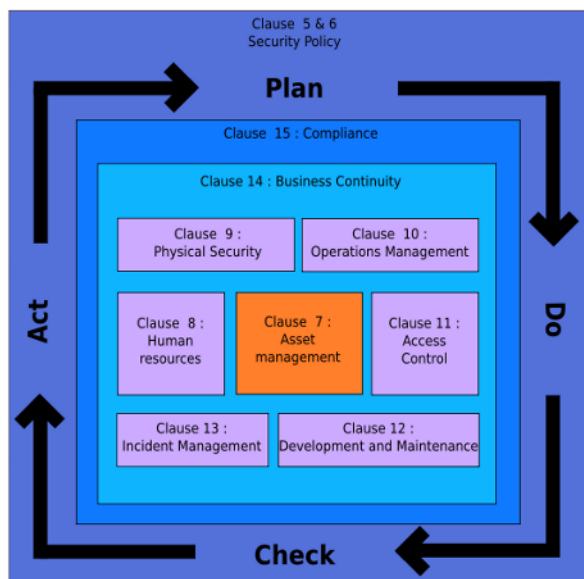 Clause 5 & 6
Security Policy
Plan
Clause 15 : Compliance
Clause 14 : Business Continuity
Clause 9 :
Physical Security
Clause 10 :
Operations Management
Act
Clause 8 :
Human
resources
Clause 7 :
Asset
management
Clause 11 :
Access
Control
Do
Clause 13 :
Incident Management
Clause 12 :
Development and Maintenance
Check